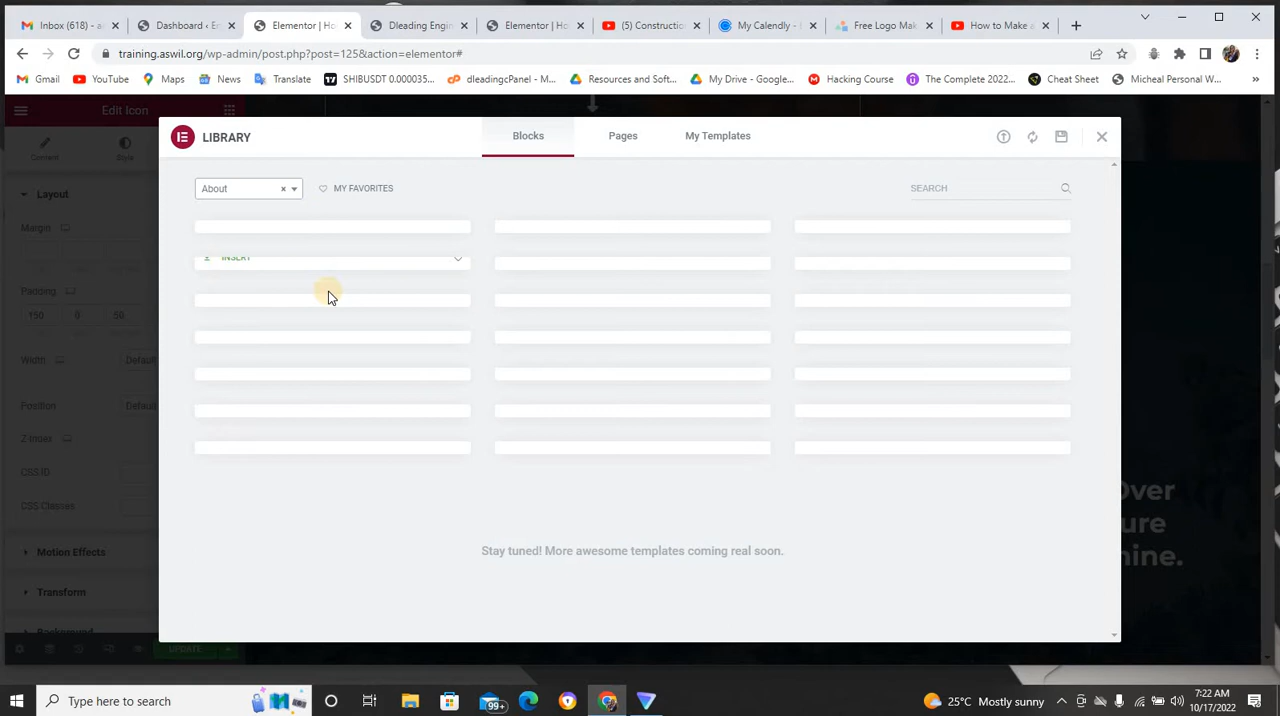 Inbox (618) - a
Dashboard ‹ E
Elementor | Ho
Dleading Engin
Elementor | Ho
(5) Construction
My Calendly -
Free Logo Mak
How to Make a
training.aswil.org/wp-admin/post.php?post=125&action=elementor#
Gmail
YouTube
Maps
News
Translate
SHIBUSDT 0.000035...
dleadingcPanel - M...
Resources and Soft...
My Drive - Google...
Hacking Course
The Complete 2022...
Cheat Sheet
Micheal Personal W...
Edit Icon
LIBRARY
Blocks
Pages
My Templates
Content
Style
Layout
About
MY FAVORITES
SEARCH
Margin
INSERT
Padding
150
0
50
Width
Default
Position
Default
Z-Index
CSS ID
CSS Classes
Over
ure
nine.
Stay tuned! More awesome templates coming real soon.
Motion Effects
Transform
Background
UPDATE
Type here to search
99+
25°C Mostly sunny
7:22 AM
10/17/2022